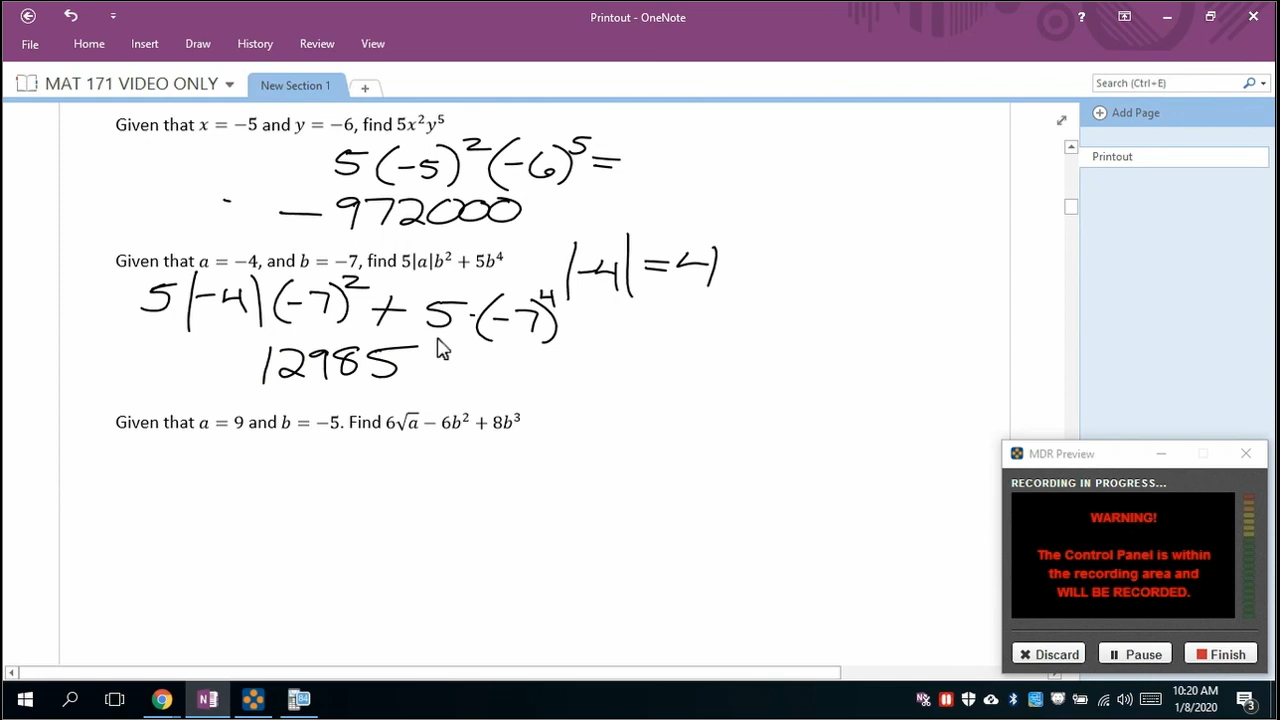 Printout - OneNote
?
File Home Insert Draw History Review View
MAT 171 VIDEO ONLY
New Section 1
+
Search (Ctrl+E)
Add Page
Printout
Given that x = −5 and y = −6, find 5x²y⁵
5(-5)²(-6)⁵=
-972000
Given that a = −4, and b = −7, find 5|a|b² + 5b⁴
|-4|=4
5|-4|(-7)²+5·(-7)⁴
12985
Given that a = 9 and b = −5. Find 6√a − 6b² + 8b³
MDR Preview
RECORDING IN PROGRESS...
WARNING!
The Control Panel is within
the recording area and
WILL BE RECORDED.
Discard Pause Finish
84
10:20 AM
1/8/2020
3